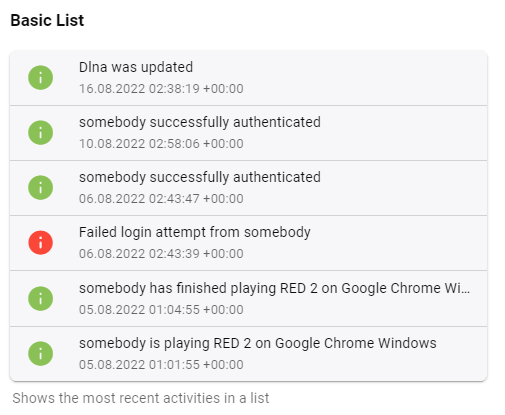 Basic List
Dlna was updated
16.08.2022 02:38:19 +00:00
somebody successfully authenticated
10.08.2022 02:58:06 +00:00
somebody successfully authenticated
06.08.2022 02:43:47 +00:00
Failed login attempt from somebody
06.08.2022 02:43:39 +00:00
somebody has finished playing RED 2 on Google Chrome Wi...
05.08.2022 01:04:55 +00:00
somebody is playing RED 2 on Google Chrome Windows
05.08.2022 01:01:55 +00:00
Shows the most recent activities in a list